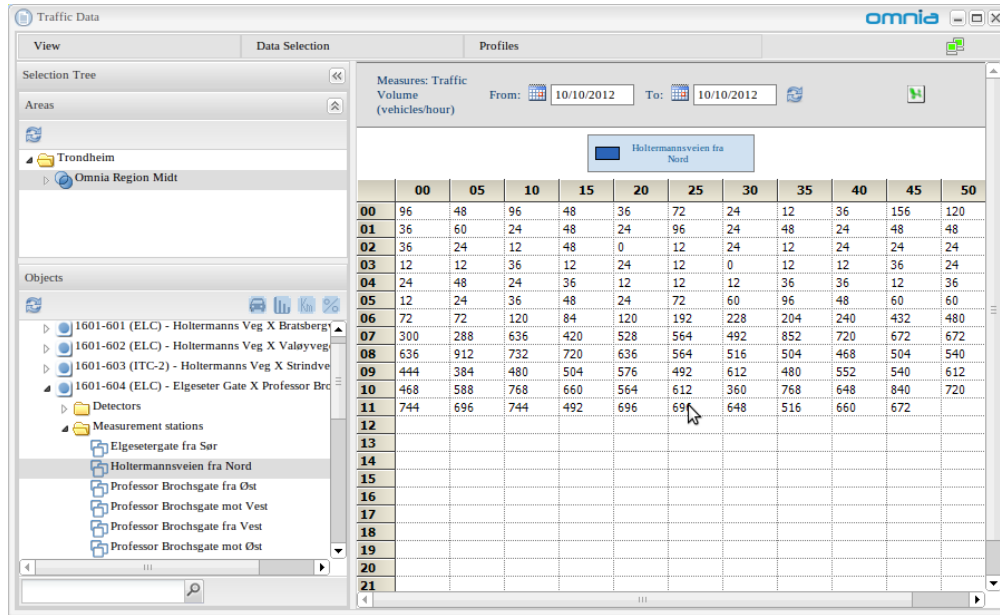 Traffic Data
omnia
View Data Selection Profiles
Selection Tree
Areas
Trondheim
Omnia Region Midt
Objects
Km %
1601-601 (ELC) - Holtermanns Veg X Bratsberg
1601-602 (ELC) - Holtermanns Veg X Valøyveg
1601-603 (ITC-2) - Holtermanns Veg X Strindve
1601-604 (ELC) - Elgeseter Gate X Professor Bro
Detectors
Measurement stations
Elgesetergate fra Sør
Holtermannsveien fra Nord
Professor Brochsgate fra Øst
Professor Brochsgate mot Vest
Professor Brochsgate fra Vest
Professor Brochsgate mot Øst
Measures: Traffic
Volume
(vehicles/hour)
From: 10/10/2012 To: 10/10/2012
Holtermannsveien fra
Nord
00 05 10 15 20 25 30 35 40 45 50
00 96 48 96 48 36 72 24 12 36 156 120
01 36 60 24 48 24 96 24 48 24 48 48
02 36 24 12 48 0 12 24 12 24 24 24
03 12 12 36 12 24 12 0 12 12 36 24
04 24 48 24 36 12 12 12 36 36 12 36
05 12 24 36 48 24 72 60 96 48 60 60
06 72 72 120 84 120 192 228 204 240 432 480
07 300 288 636 420 528 564 492 852 720 672 672
08 636 912 732 720 636 564 516 504 468 504 540
09 444 384 480 504 576 492 612 480 552 540 612
10 468 588 768 660 564 612 360 768 648 840 720
11 744 696 744 492 696 696 648 516 660 672
12
13
14
15
16
17
18
19
20
21